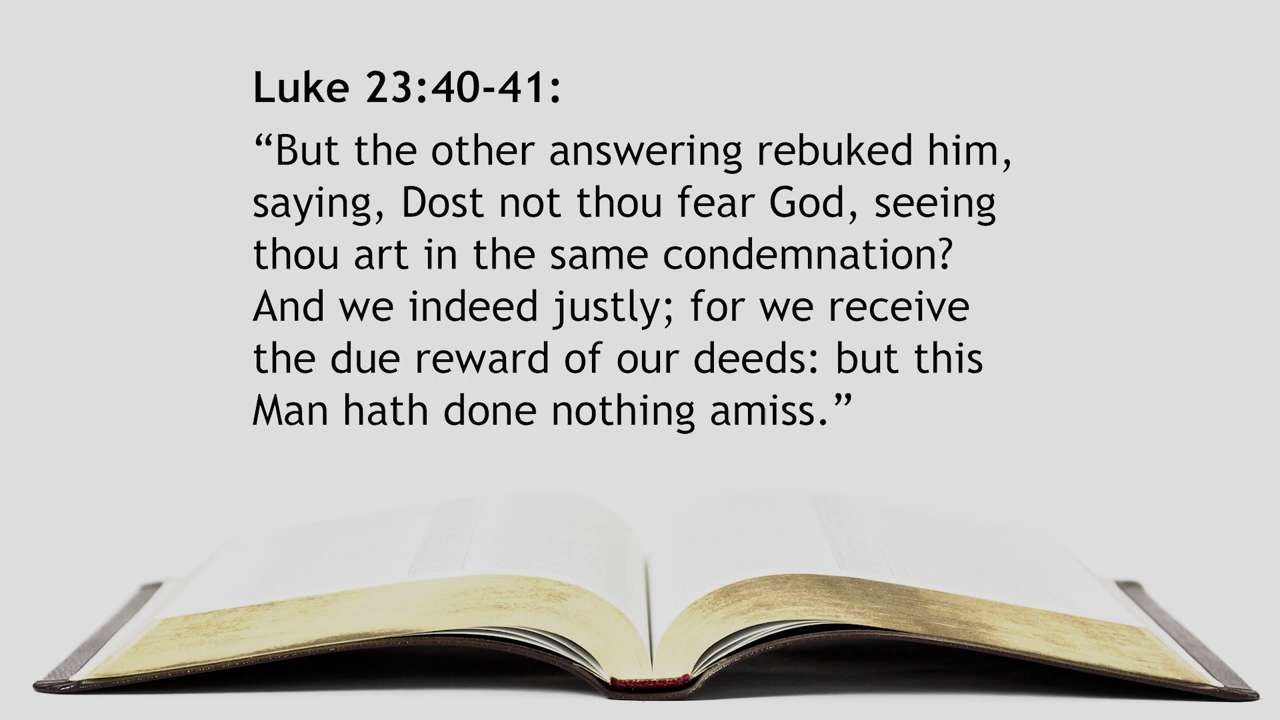 Luke 23:40-41:
“But the other answering rebuked him,
saying, Dost not thou fear God, seeing
thou art in the same condemnation?
And we indeed justly; for we receive
the due reward of our deeds: but this
Man hath done nothing amiss.”